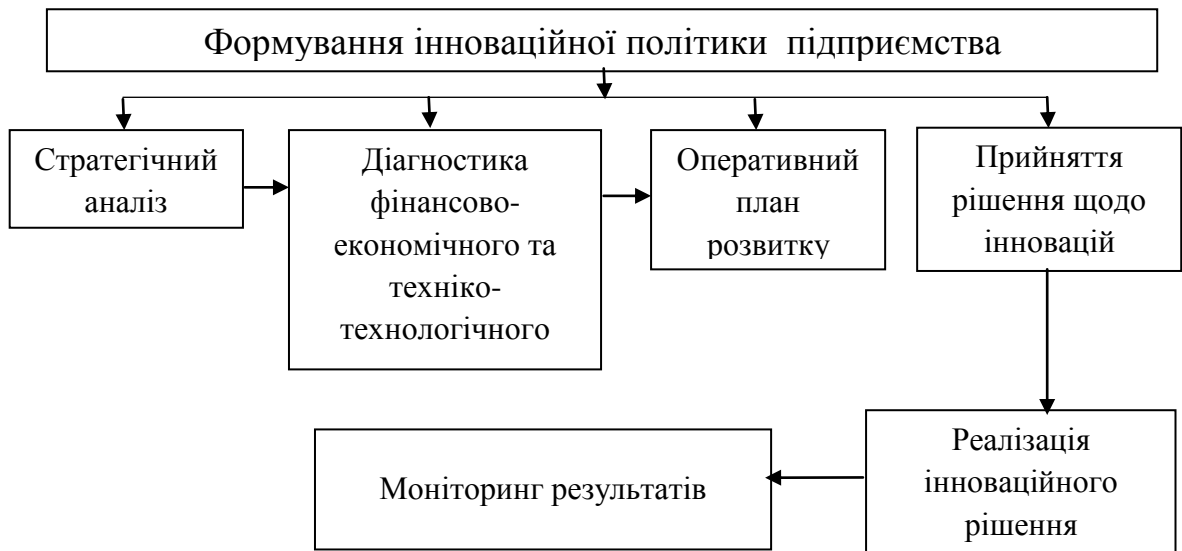 Формування інноваційної політики підприємства
Стратегічний
аналіз
Діагностика
фінансово-
економічного та
техніко-
технологічного
Оперативний
план
розвитку
Прийняття
рішення щодо
інновацій
Моніторинг результатів
Реалізація
інноваційного
рішення